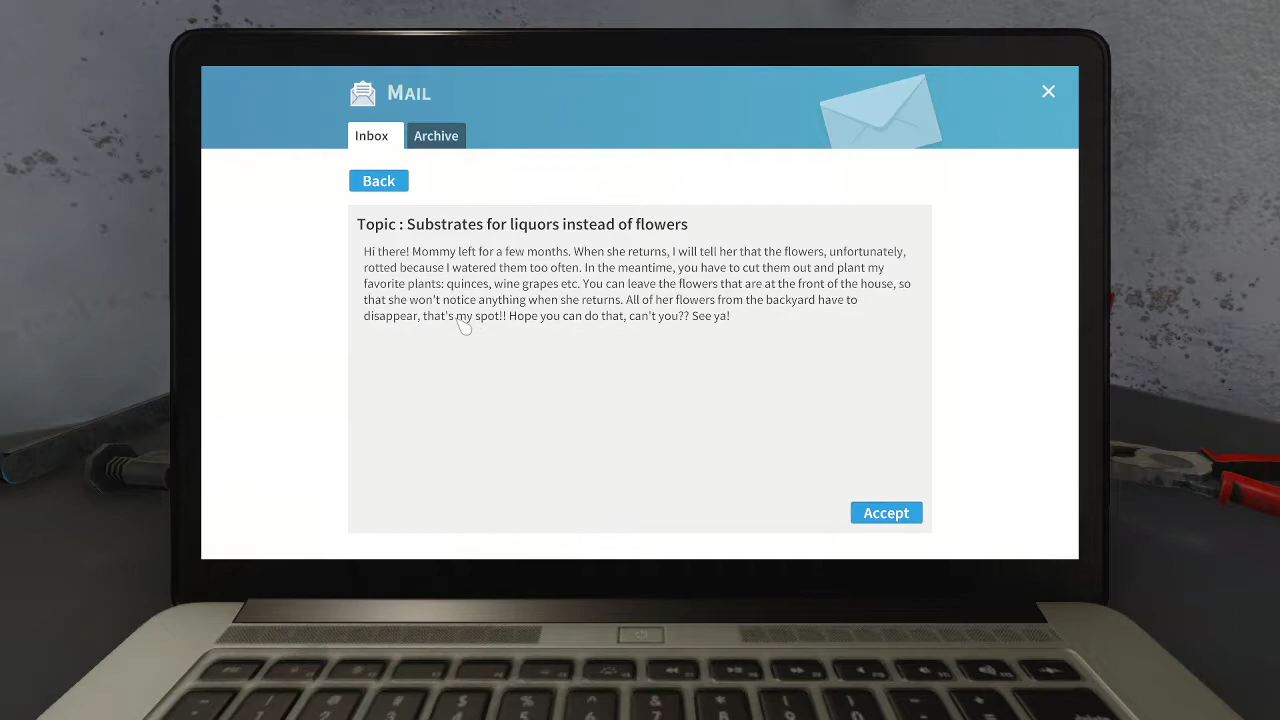 MAIL
Inbox
Archive
Back
Topic : Substrates for liquors instead of flowers
Hi there! Mommy left for a few months. When she returns, I will tell her that the flowers, unfortunately,
rotted because I watered them too often. In the meantime, you have to cut them out and plant my
favorite plants: quinces, wine grapes etc. You can leave the flowers that are at the front of the house, so
that she won't notice anything when she returns. All of her flowers from the backyard have to
disappear, that's my spot!! Hope you can do that, can't you?? See ya!
Accept